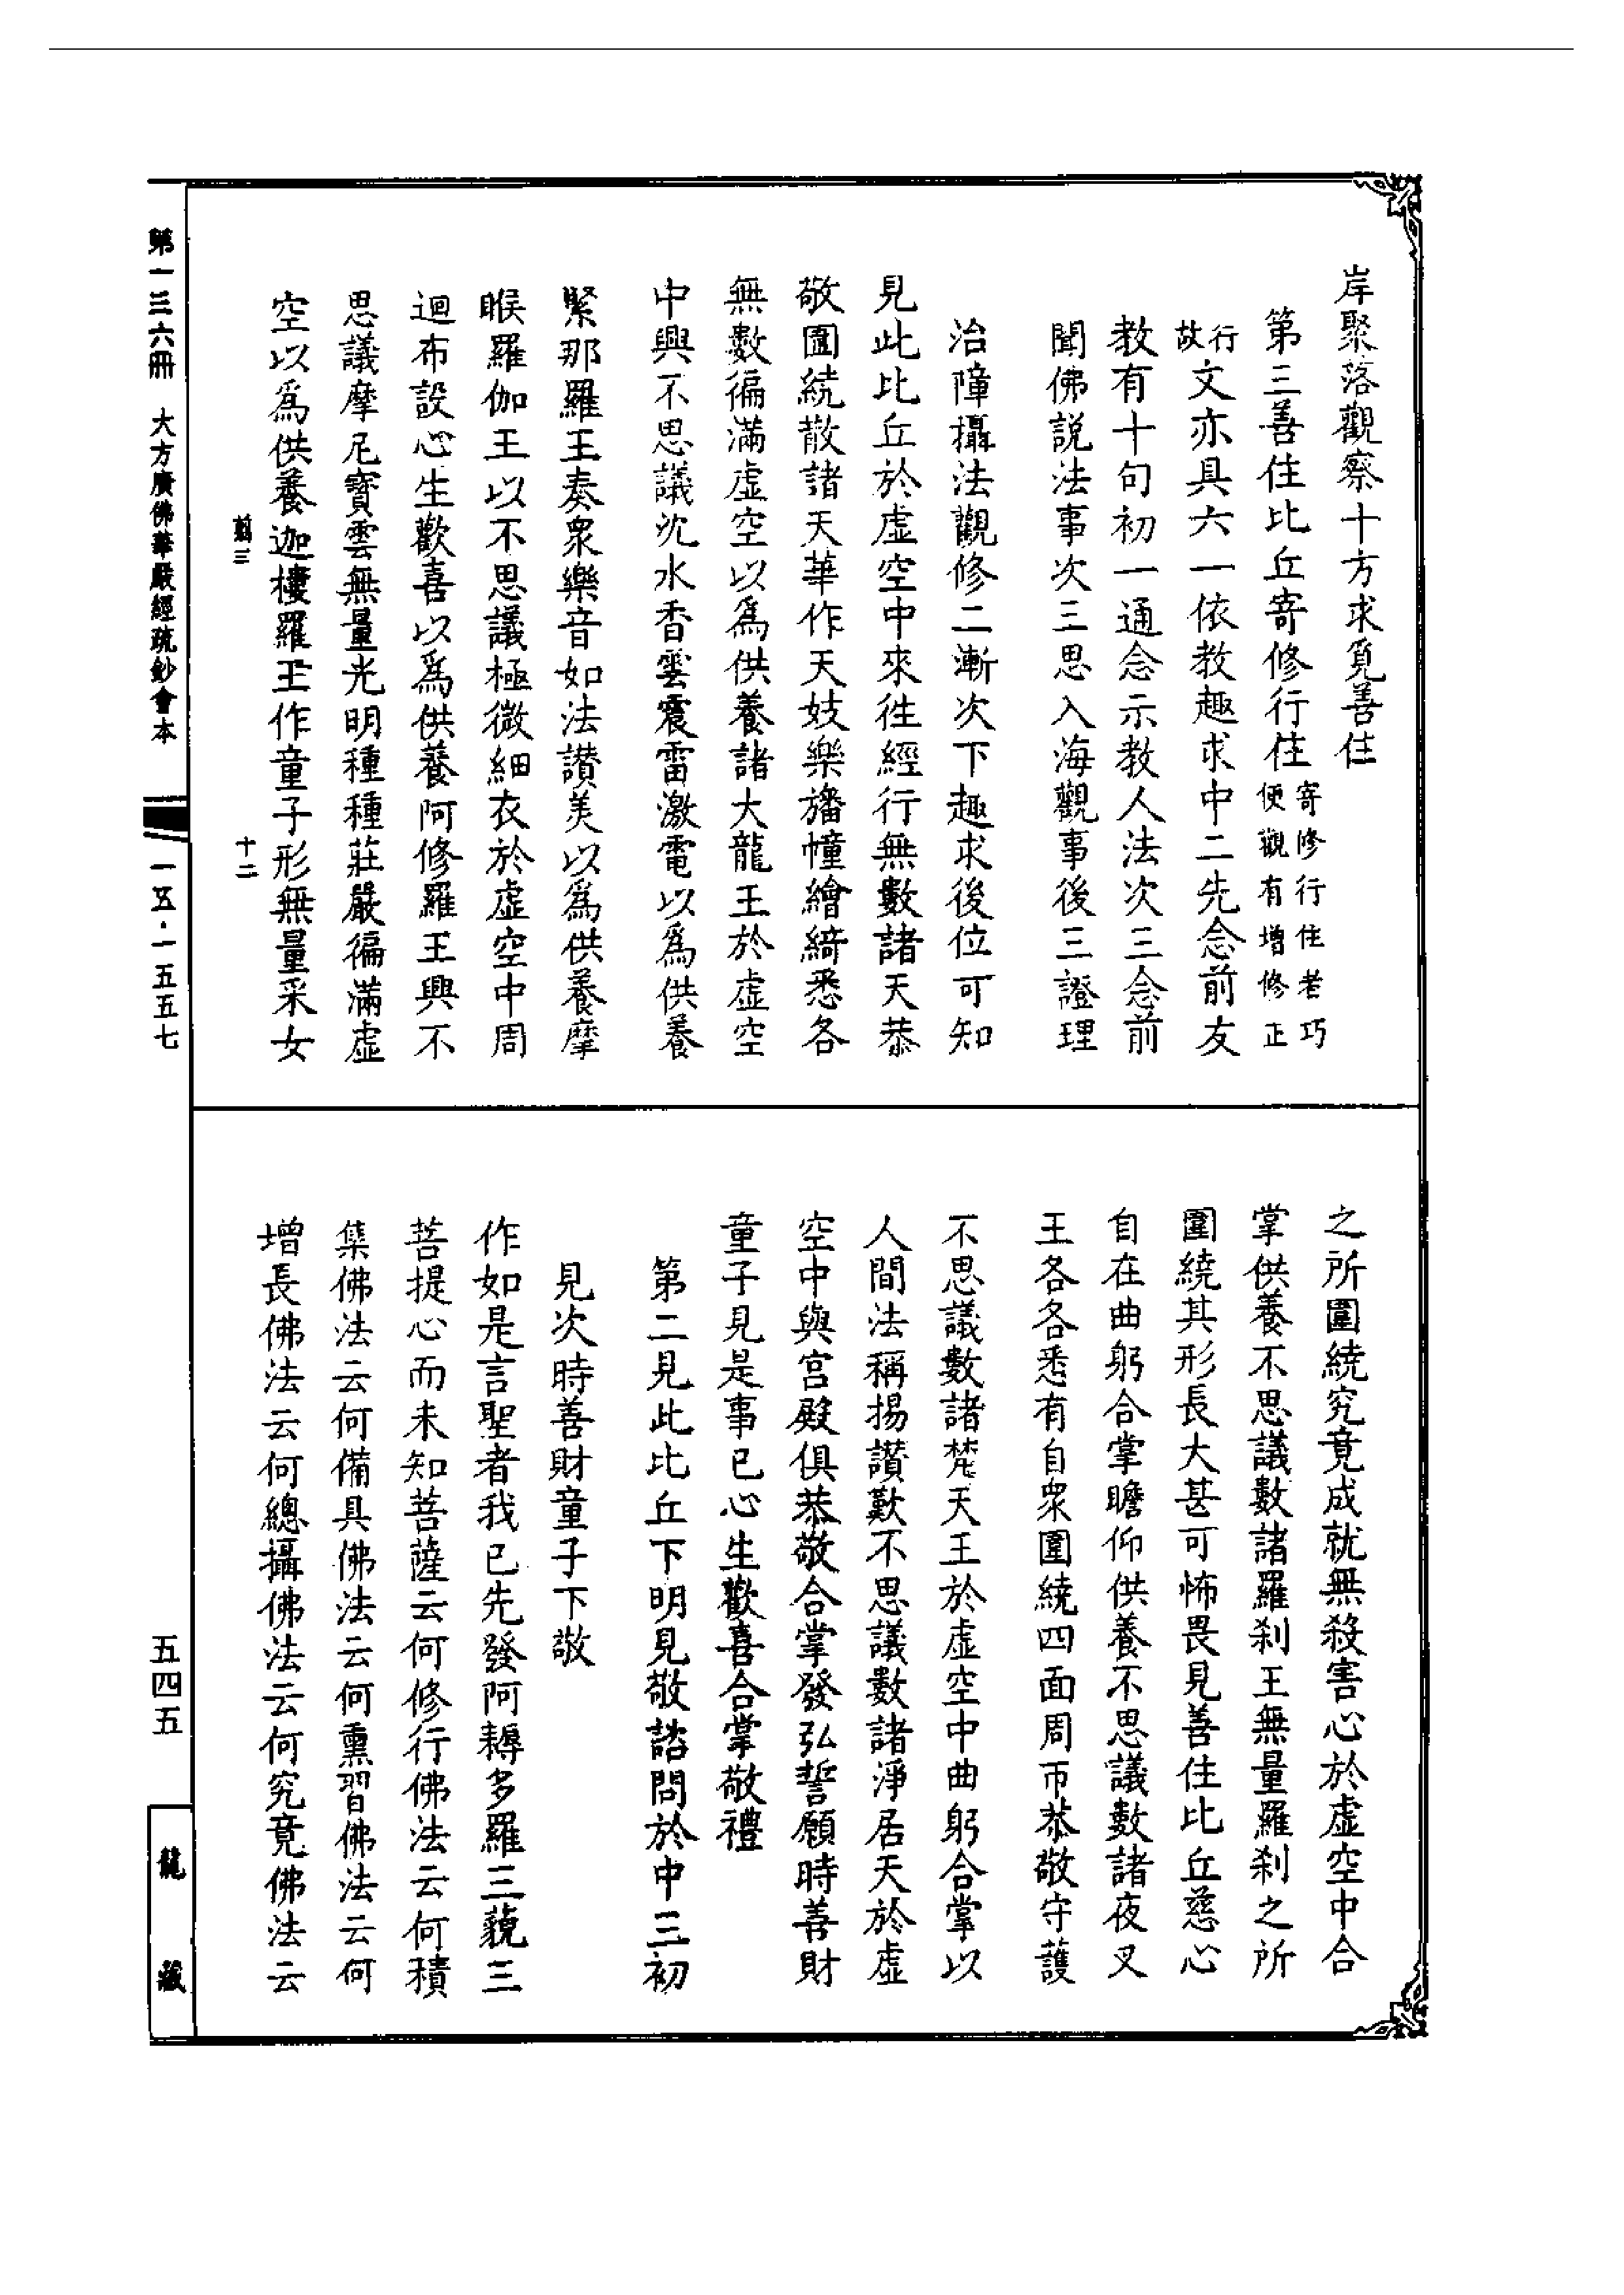 岸聚落觀察十方求覓善住
第三善住比丘寄修行住寄修行住者巧便觀有增修正
行故文亦具六一依教趣求中二先念前友
教有十句初一通念示教人法次三念前
聞佛說法事次三思入海觀事後三證理
治障攝法觀修二漸次下趣求後位可知
見此比丘於虛空中來往經行無數諸天恭
敬圍繞散諸天華作天妓樂旛幢繒綺悉各
無數徧滿虛空以為供養諸大龍王於虛空
中興不思議沈水香雲震雷激電以為供養
緊那羅王奏眾樂音如法讚美以為供養摩
睺羅伽王以不思議極微細衣於虛空中周
迴布設心生歡喜以為供養阿修羅王興不
思議摩尼寶雲無量光明種種莊嚴徧滿虛
空以為供養迦樓羅王作童子形無量采女
之所圍繞究竟成就無殺害心於虛空中合
掌供養不思議數諸羅剎王無量羅剎之所
圍繞其形長大甚可怖畏見善住比丘慈心
自在曲躬合掌瞻仰供養不思議數諸夜叉
王各各悉有自眾圍繞四面周帀恭敬守護
不思議數諸梵天王於虛空中曲躬合掌以
人間法稱揚讚歎不思議數諸淨居天於虛
空中與宮殿俱恭敬合掌發弘誓願時善財
童子見是事已心生歡喜合掌敬禮
第二見此比丘下明見敬諮問於中三初
見次時善財童子下敬
作如是言聖者我已先發阿耨多羅三藐三
菩提心而未知菩薩云何修行佛法云何積
集佛法云何備具佛法云何熏習佛法云何
增長佛法云何總攝佛法云何究竟佛法云
第一三六冊 大方廣佛華嚴經疏鈔會本
翦三
十二
一五·一五五七
五四五
龍藏